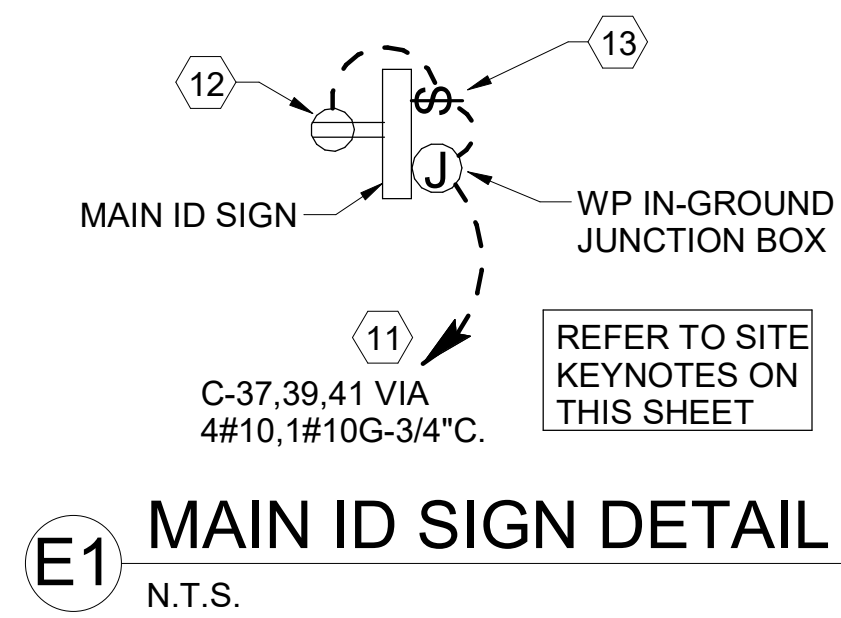 13
12
S
J
MAIN ID SIGN
WP IN-GROUND
JUNCTION BOX
11
C-37,39,41 VIA
4#10,1#10G-3/4"C.
REFER TO SITE
KEYNOTES ON
THIS SHEET
E1
MAIN ID SIGN DETAIL
N.T.S.